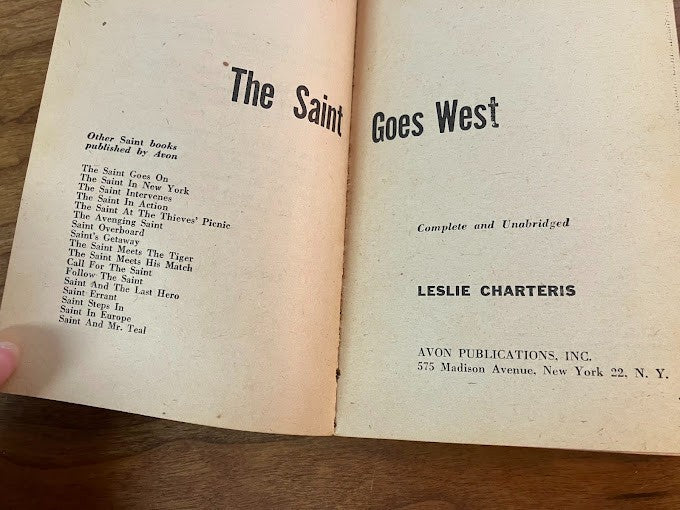 The Saint Goes West
Other Saint books
published by Avon
The Saint Goes On
The Saint In New York
The Saint Intervenes
The Saint In Action
The Saint At The Thieves' Picnic
The Avenging Saint
Saint Overboard
Saint's Getaway
The Saint Meets The Tiger
The Saint Meets His Match
Call For The Saint
Follow The Saint
Saint And The Last Hero
Saint Errant
Saint Steps In
Saint In Europe
Saint And Mr. Teal
Complete and Unabridged
LESLIE CHARTERIS
AVON PUBLICATIONS, INC.
575 Madison Avenue, New York 22, N. Y.